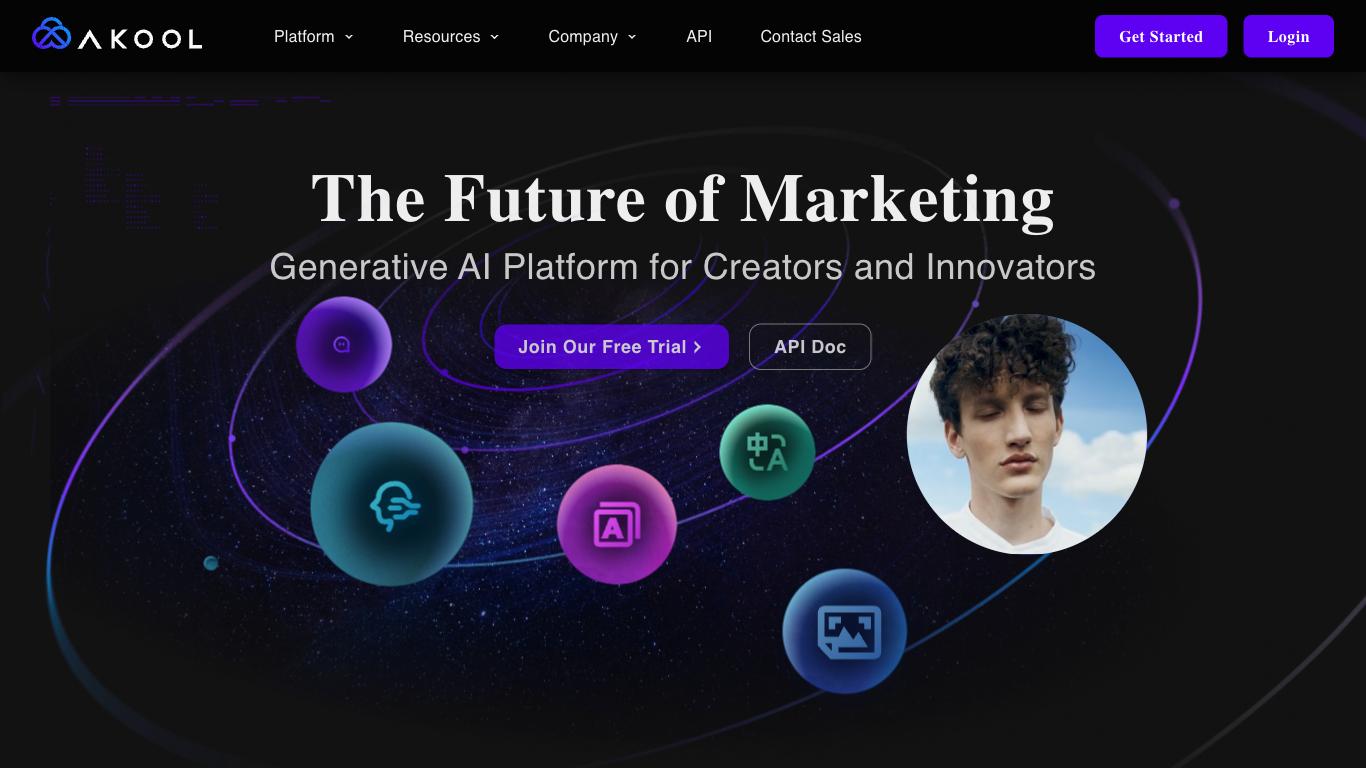 AKOOL
Platform
Resources
Company
API
Contact Sales
Get Started
Login
The Future of Marketing
Generative AI Platform for Creators and Innovators
Join Our Free Trial
API Doc
A
中 A